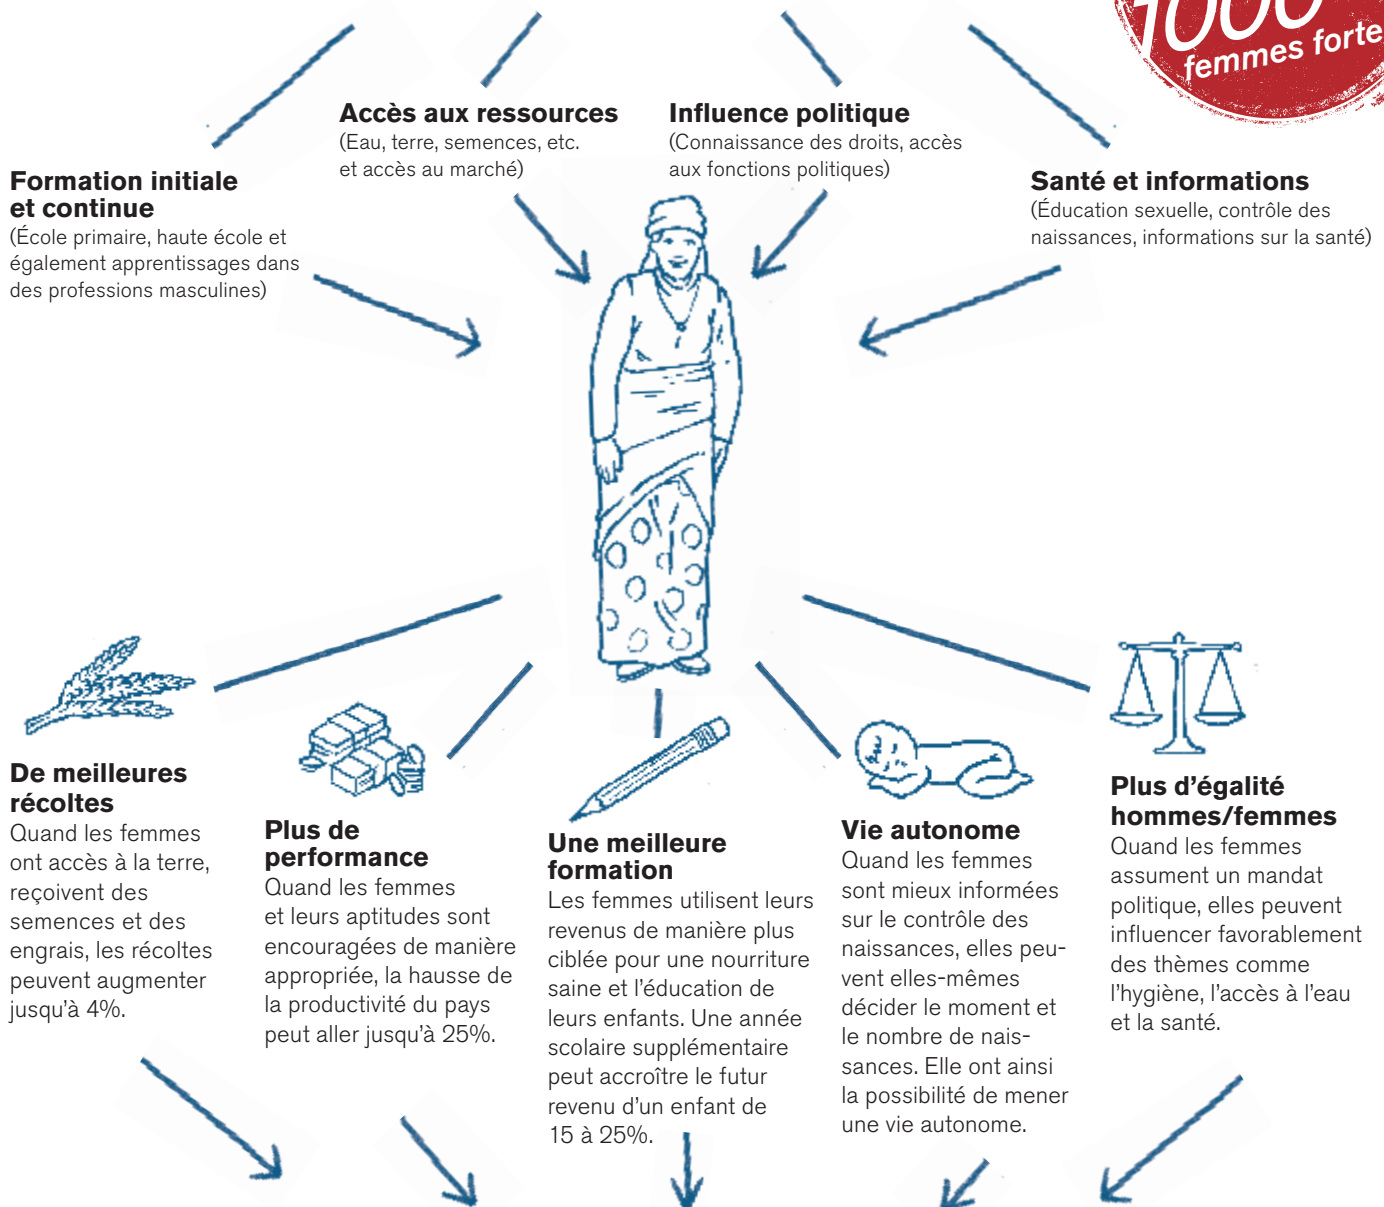 1000
femmes forte
Accès aux ressources
(Eau, terre, semences, etc.
et accès au marché)
Influence politique
(Connaissance des droits, accès
aux fonctions politiques)
Formation initiale
et continue
(École primaire, haute école et
également apprentissages dans
des professions masculines)
Santé et informations
(Éducation sexuelle, contrôle des
naissances, informations sur la santé)
De meilleures
récoltes
Quand les femmes
ont accès à la terre,
reçoivent des
semences et des
engrais, les récoltes
peuvent augmenter
jusqu'à 4%.
Plus de
performance
Quand les femmes
et leurs aptitudes sont
encouragées de manière
appropriée, la hausse de
la productivité du pays
peut aller jusqu'à 25%.
Une meilleure
formation
Les femmes utilisent leurs
revenus de manière plus
ciblée pour une nourriture
saine et l'éducation de
leurs enfants. Une année
scolaire supplémentaire
peut accroître le futur
revenu d'un enfant de
15 à 25%.
Vie autonome
Quand les femmes
sont mieux informées
sur le contrôle des
naissances, elles peu-
vent elles-mêmes
décider le moment et
le nombre de nais-
sances. Elle ont ainsi
la possibilité de mener
une vie autonome.
Plus d'égalité
hommes/femmes
Quand les femmes
assument un mandat
politique, elles peuvent
influencer favorablement
des thèmes comme
l'hygiène, l'accès à l'eau
et la santé.